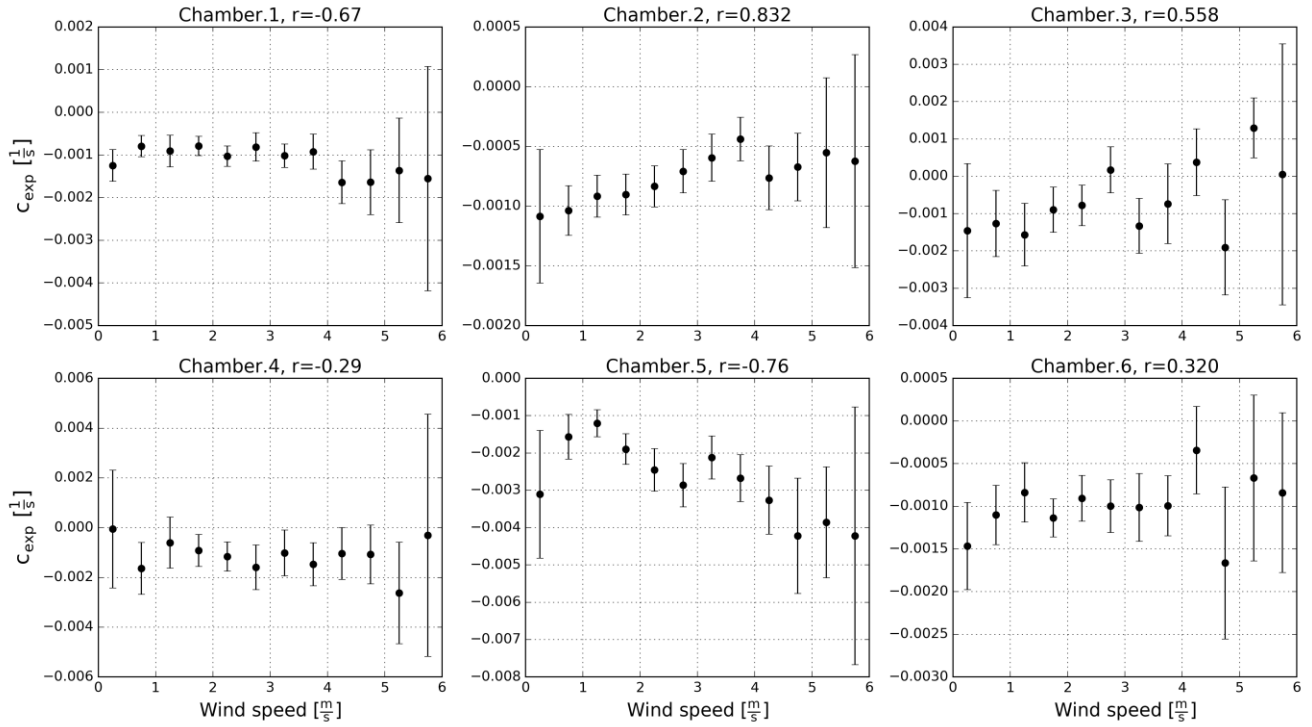 Chamber.1, r=-0.67
0.002
0.001
0.000
−0.001
−0.002
−0.003
−0.004
−0.005
c_exp [1/s]
0 1 2 3 4 5 6
Chamber.2, r=0.832
0.0005
0.0000
−0.0005
−0.0010
−0.0015
−0.0020
0 1 2 3 4 5 6
Chamber.3, r=0.558
0.004
0.003
0.002
0.001
0.000
−0.001
−0.002
−0.003
−0.004
0 1 2 3 4 5 6
Chamber.4, r=-0.29
0.006
0.004
0.002
0.000
−0.002
−0.004
−0.006
c_exp [1/s]
0 1 2 3 4 5 6
Wind speed [m/s]
Chamber.5, r=-0.76
0.000
−0.001
−0.002
−0.003
−0.004
−0.005
−0.006
−0.007
−0.008
0 1 2 3 4 5 6
Wind speed [m/s]
Chamber.6, r=0.320
0.0005
0.0000
−0.0005
−0.0010
−0.0015
−0.0020
−0.0025
−0.0030
0 1 2 3 4 5 6
Wind speed [m/s]